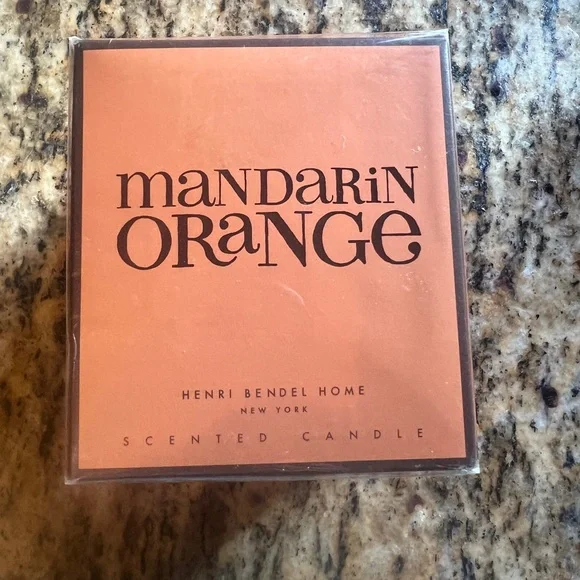 maNDaRiN
ORaNGe
HENRI BENDEL HOME
NEW YORK
SCENTED CANDLE